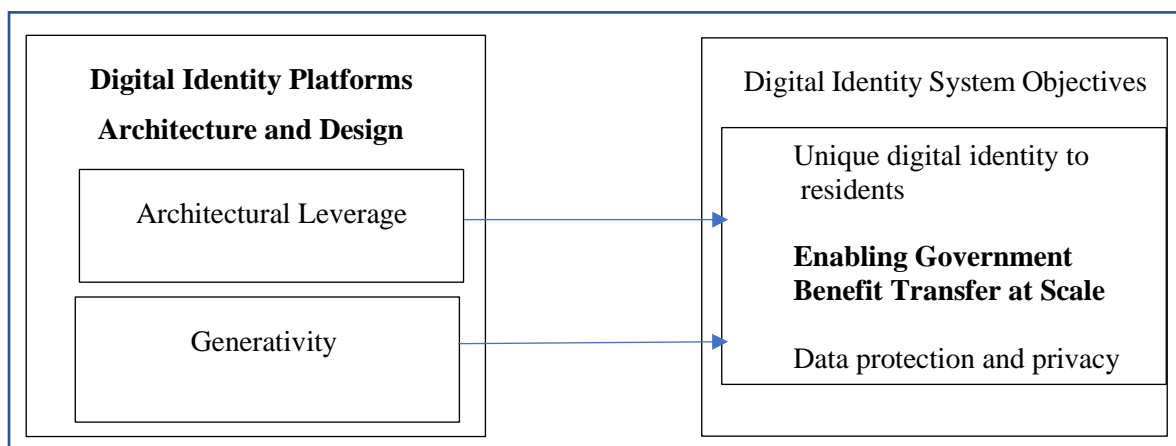 Digital Identity Platforms
Architecture and Design
Architectural Leverage
Generativity
Digital Identity System Objectives
Unique digital identity to
residents
Enabling Government
Benefit Transfer at Scale
Data protection and privacy